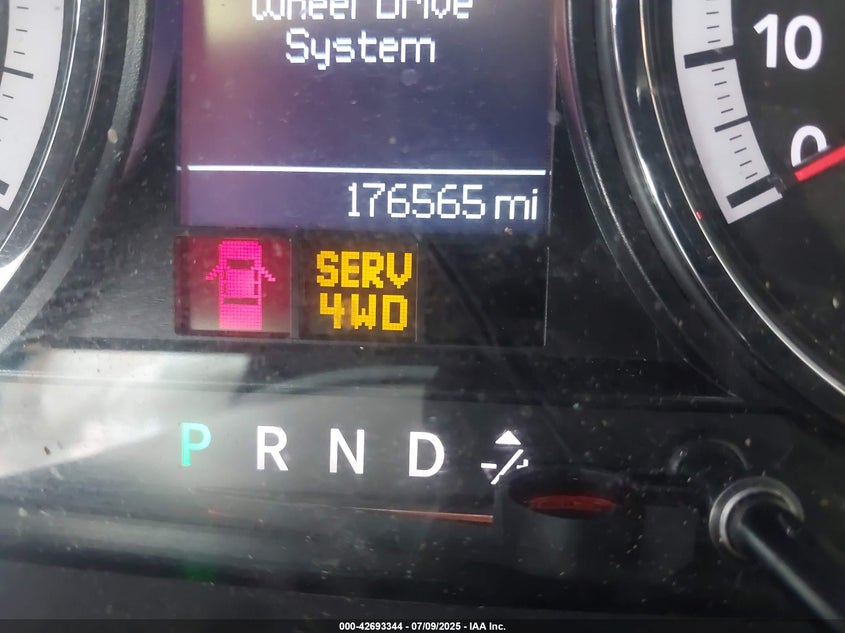 Wheel Drive
System
10
0
176565 mi
SERV
4WD
P R N D
000-42693344 / 07/09/2025 - IAA Inc.